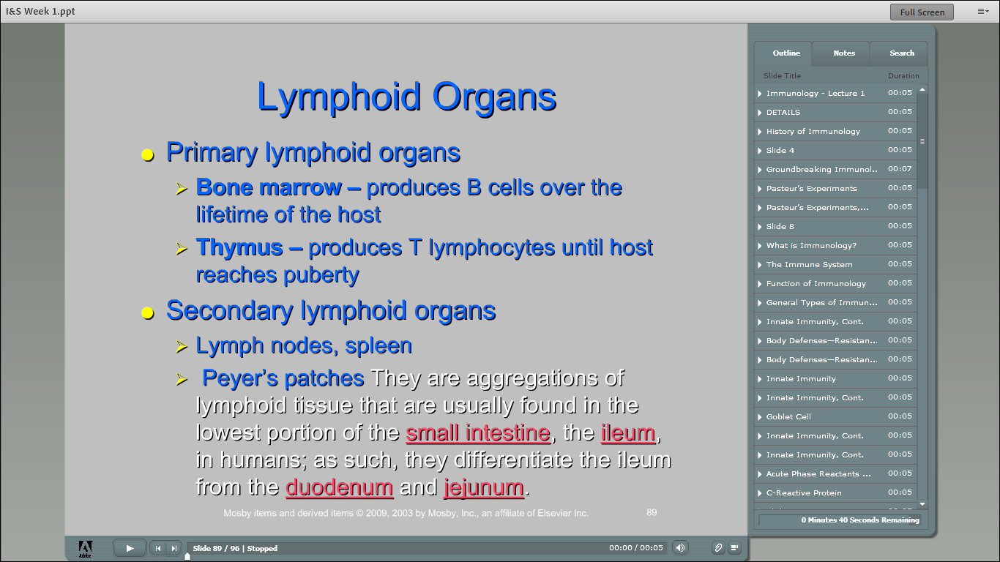 I&S Week 1.ppt
Full Screen
Lymphoid Organs
Primary lymphoid organs
Bone marrow – produces B cells over the
lifetime of the host
Thymus – produces T lymphocytes until host
reaches puberty
Secondary lymphoid organs
Lymph nodes, spleen
Peyer’s patches They are aggregations of
lymphoid tissue that are usually found in the
lowest portion of the small intestine, the ileum,
in humans; as such, they differentiate the ileum
from the duodenum and jejunum.
Mosby items and derived items © 2009, 2003 by Mosby, Inc., an affiliate of Elsevier Inc.
89
Outline Notes Search
Slide Title Duration
Immunology - Lecture 1 00:05
DETAILS 00:05
History of Immunology 00:05
Slide 4 00:05
Groundbreaking Immunol.. 00:07
Pasteur’s Experiments 00:05
Pasteur’s Experiments,... 00:05
Slide 8 00:05
What is Immunology? 00:05
The Immune System 00:05
Function of Immunology 00:05
General Types of Immun... 00:05
Innate Immunity, Cont. 00:05
Body Defenses—Resistan... 00:05
Body Defenses—Resistan... 00:05
Innate Immunity 00:05
Innate Immunity, Cont. 00:05
Goblet Cell 00:05
Innate Immunity, Cont. 00:05
Innate Immunity, Cont. 00:05
Acute Phase Reactants ... 00:05
C-Reactive Protein 00:05
0 Minutes 40 Seconds Remaining
Adobe
Slide 89 / 96 | Stopped
00:00 / 00:05